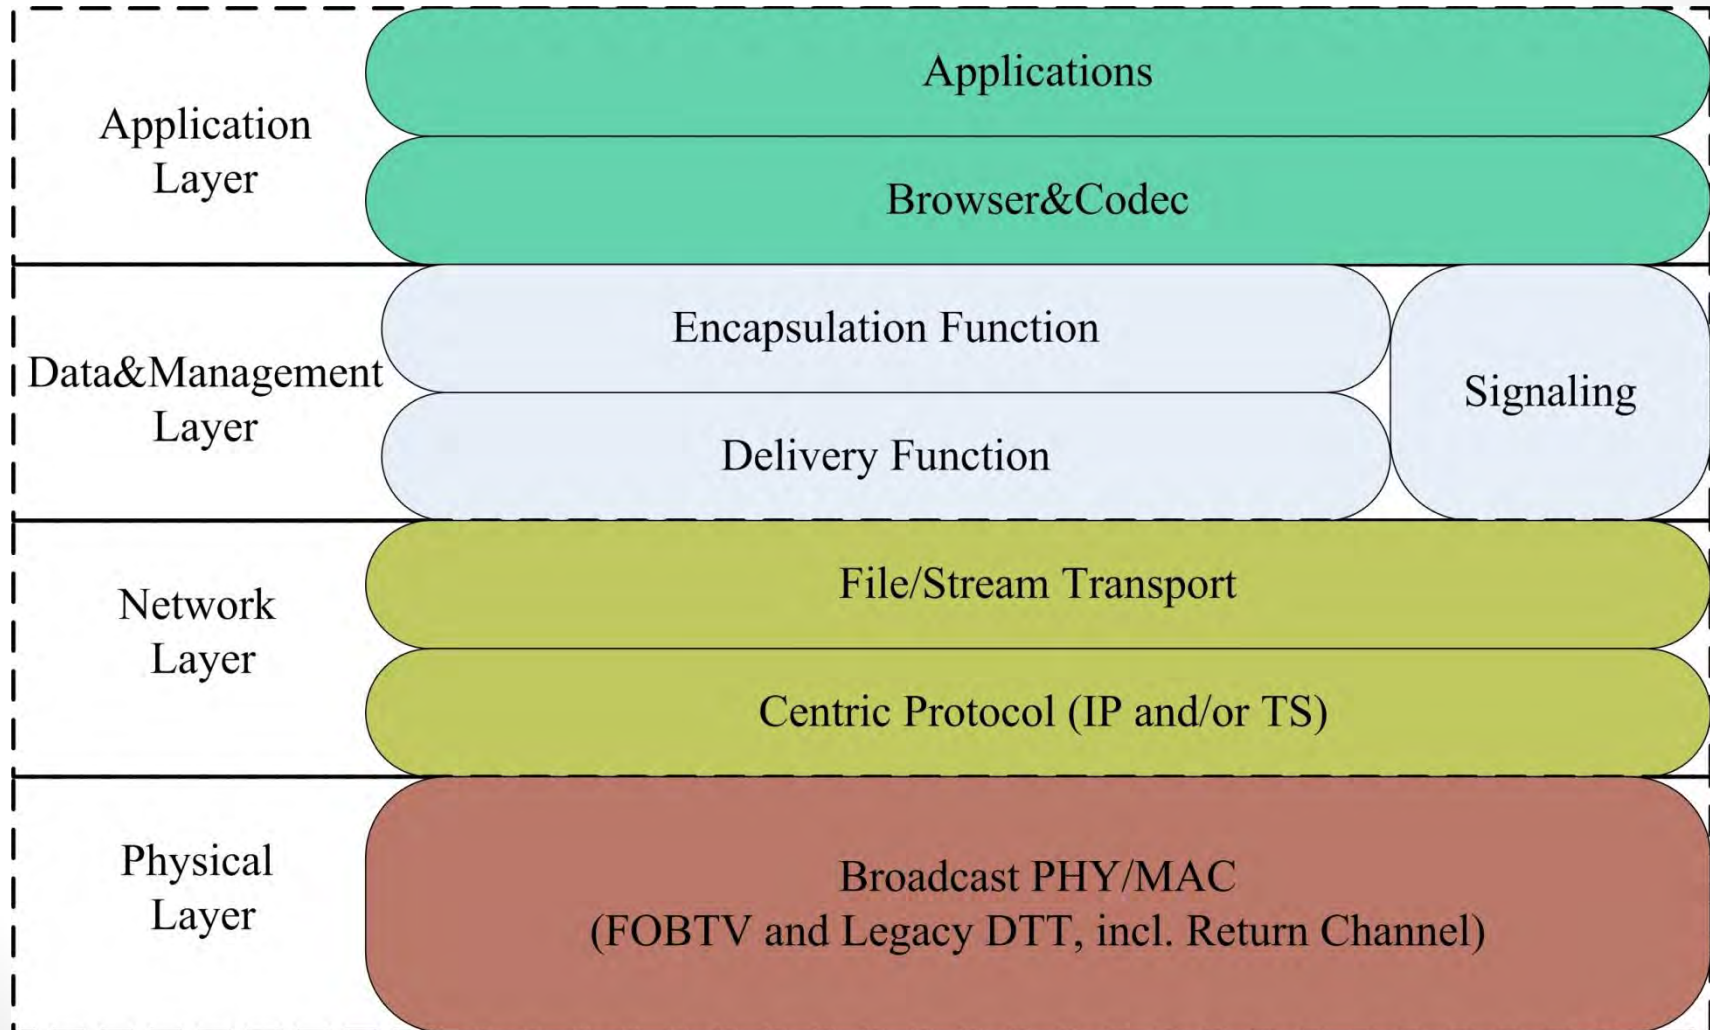 Application
Layer
Applications
Browser&Codec
Data&Management
Layer
Encapsulation Function
Delivery Function
Signaling
Network
Layer
File/Stream Transport
Centric Protocol (IP and/or TS)
Physical
Layer
Broadcast PHY/MAC
(FOBTV and Legacy DTT, incl. Return Channel)